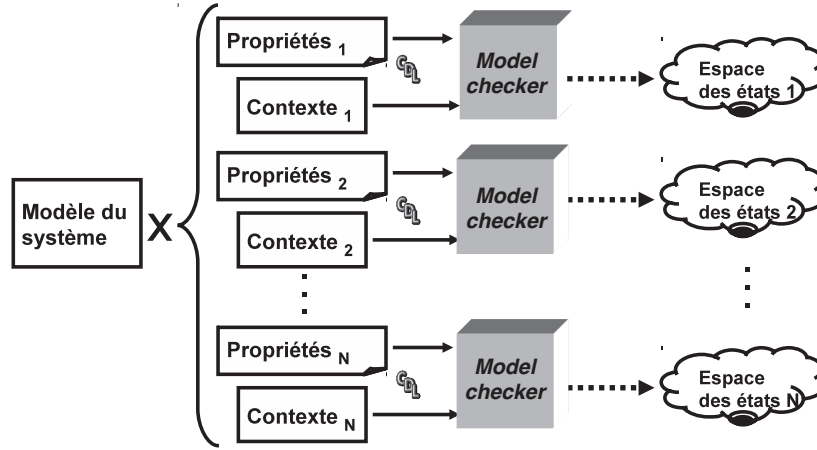 Propriétés 1
CDL
Contexte 1
Model
checker
Espace
des états 1
Modèle du
système
X
Propriétés 2
CDL
Contexte 2
Model
checker
Espace
des états 2
Propriétés N
CDL
Contexte N
Model
checker
Espace
des états N